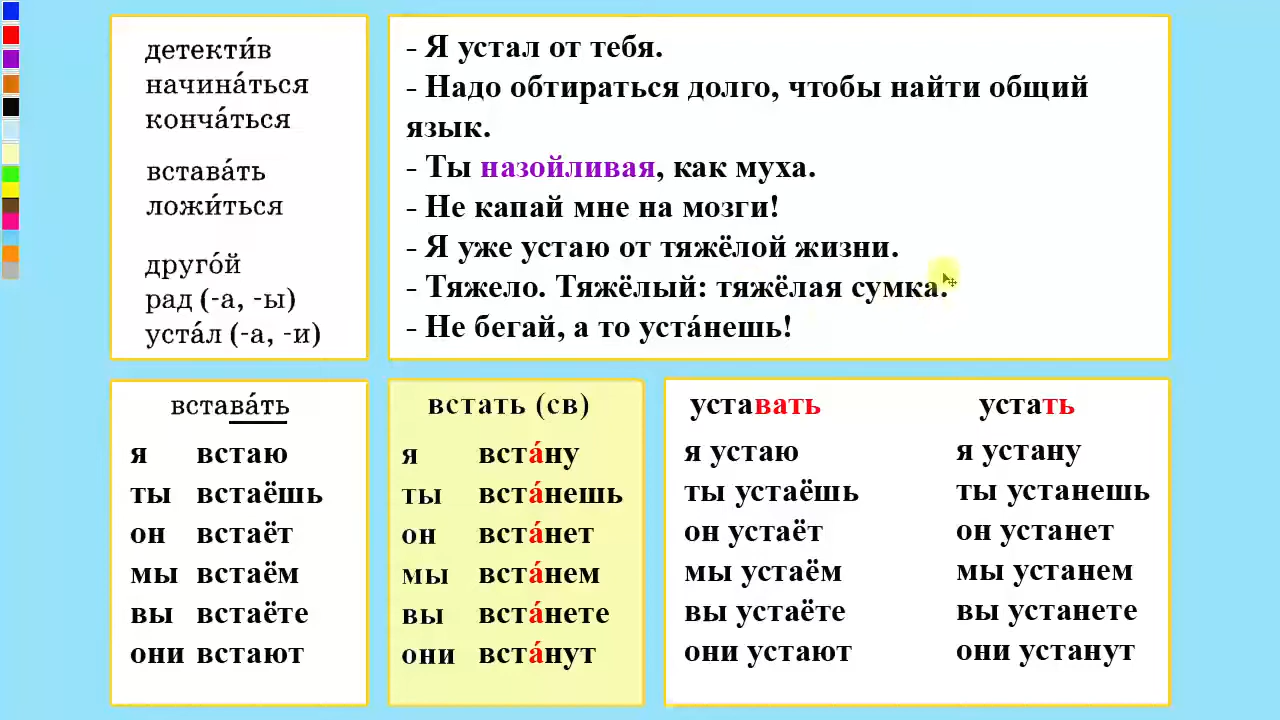 детекти́в
начина́ться
конча́ться
встава́ть
ложи́ться
друго́й
рад (-а, -ы)
уста́л (-а, -и)
- Я устал от тебя.
- Надо обтираться долго, чтобы найти общий
язык.
- Ты назойливая, как муха.
- Не капай мне на мозги!
- Я уже устаю от тяжёлой жизни.
- Тяжело. Тяжёлый: тяжёлая сумка.
- Не бегай, а то уста́нешь!
встава́ть
я встаю
ты встаёшь
он встаёт
мы встаём
вы встаёте
они встают
встать (св)
я вста́ну
ты вста́нешь
он вста́нет
мы вста́нем
вы вста́нете
они вста́нут
уставать
я устаю
ты устаёшь
он устаёт
мы устаём
вы устаёте
они устают
устать
я устану
ты устанешь
он устанет
мы устанем
вы устанете
они устанут